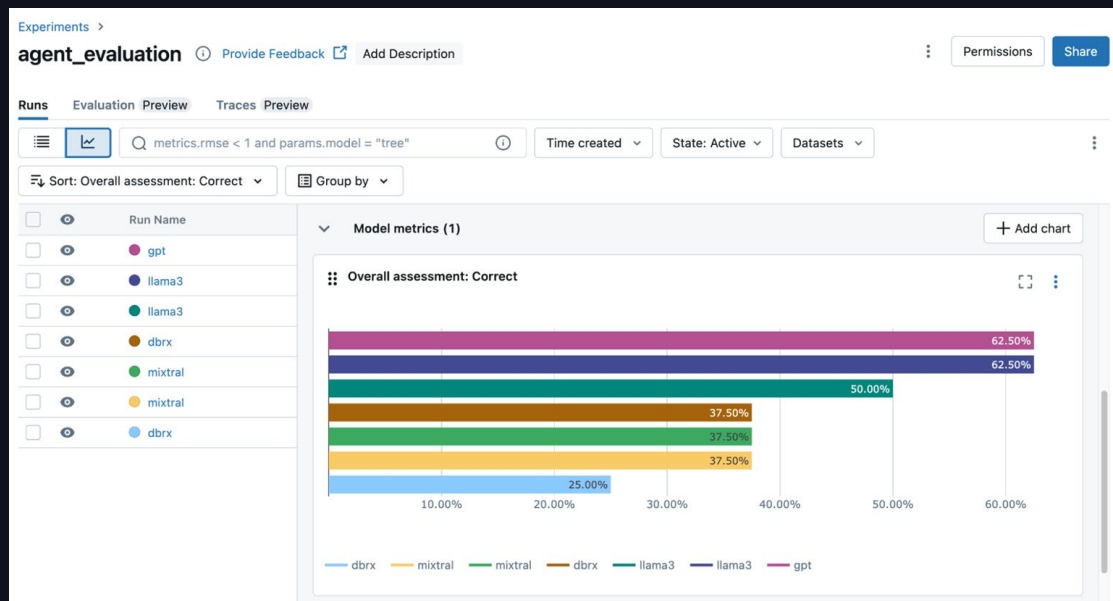 Experiments >
agent_evaluation Provide Feedback Add Description
Permissions Share
Runs Evaluation Preview Traces Preview
metrics.rmse < 1 and params.model = "tree"
Time created State: Active Datasets
Sort: Overall assessment: Correct Group by
Run Name
gpt
llama3
llama3
dbrx
mixtral
mixtral
dbrx
Model metrics (1)
+ Add chart
Overall assessment: Correct
62.50%
62.50%
50.00%
37.50%
37.50%
37.50%
25.00%
10.00% 20.00% 30.00% 40.00% 50.00% 60.00%
dbrx mixtral mixtral dbrx llama3 llama3 gpt